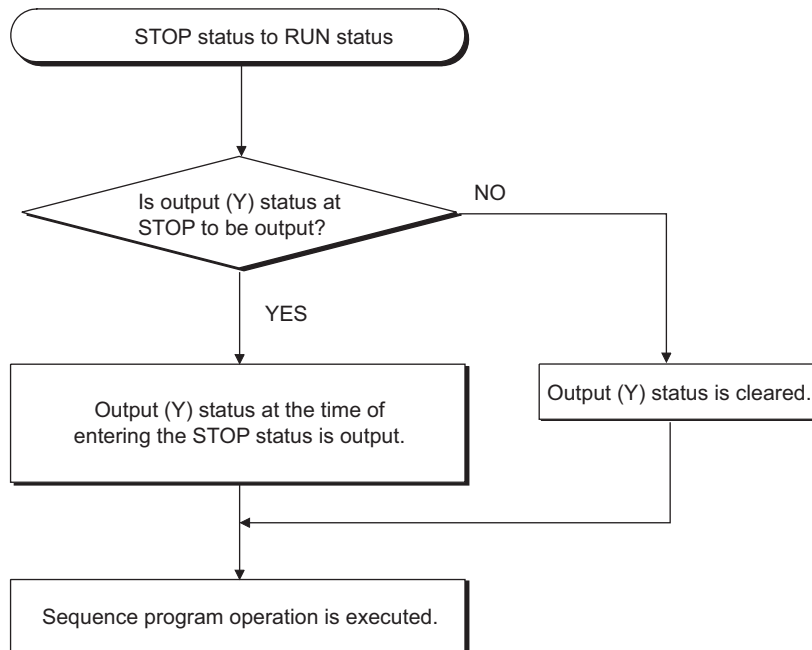 STOP status to RUN status
Is output (Y) status at
STOP to be output?
NO
YES
Output (Y) status at the time of
entering the STOP status is output.
Output (Y) status is cleared.
Sequence program operation is executed.